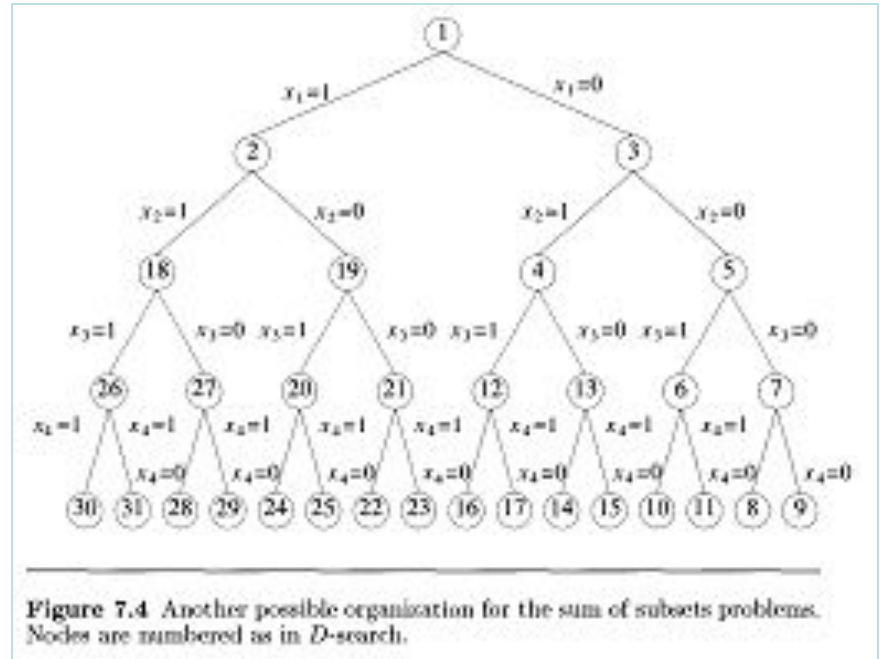 1
x₁=1 x₁=0
2 3
x₂=1 x₂=0 x₂=1 x₂=0
18 19 4 5
x₃=1 x₃=0 x₃=1 x₃=0 x₃=1 x₃=0 x₃=1 x₃=0
26 27 20 21 12 13 6 7
x₄=1 x₄=1 x₄=1 x₄=1 x₄=1 x₄=1 x₄=1 x₄=1
x₄=0 x₄=0 x₄=0 x₄=0 x₄=0 x₄=0 x₄=0 x₄=0
30 31 28 29 24 25 22 23 16 17 14 15 10 11 8 9
Figure 7.4 Another possible organization for the sum of subsets problems.
Nodes are numbered as in D-search.